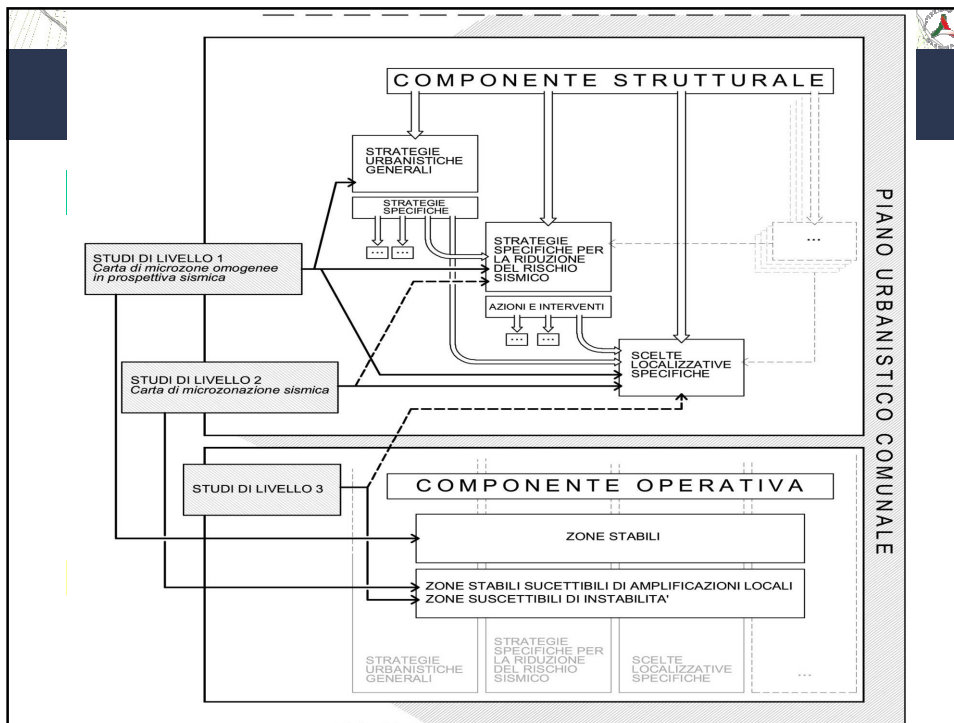 COMPONENTE STRUTTURALE
STRATEGIE
URBANISTICHE
GENERALI
STRATEGIE
SPECIFICHE
...
...
STRATEGIE
SPECIFICHE PER
LA RIDUZIONE
DEL RISCHIO
SISMICO
...
STUDI DI LIVELLO 1
Carta di microzone omogenee
in prospettiva sismica
AZIONI E INTERVENTI
...
...
SCELTE
LOCALIZZATIVE
SPECIFICHE
STUDI DI LIVELLO 2
Carta di microzonazione sismica
PIANO URBANISTICO COMUNALE
STUDI DI LIVELLO 3
COMPONENTE OPERATIVA
ZONE STABILI
ZONE STABILI SUCETTIBILI DI AMPLIFICAZIONI LOCALI
ZONE SUSCETTIBILI DI INSTABILITA'
STRATEGIE
URBANISTICHE
GENERALI
STRATEGIE
SPECIFICHE PER
LA RIDUZIONE
DEL RISCHIO
SISMICO
SCELTE
LOCALIZZATIVE
SPECIFICHE
...